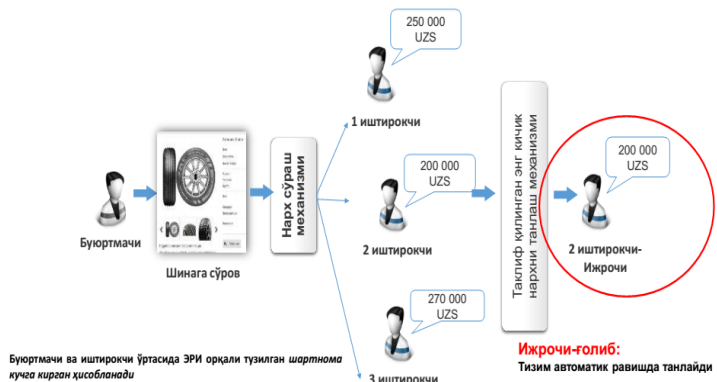 250 000
UZS
1 иштирокчи
Буюртмачи
Шинага сўров
Нарх сўраш
механизми
200 000
UZS
2 иштирокчи
270 000
UZS
3 иштирокчи
Таклиф қилинган энг кичик
нархни танлаш механизми
200 000
UZS
2 иштирокчи-
Ижрочи
Ижрочи-ғолиб:
Тизим автоматик равишда танлайди
Буюртмачи ва иштирокчи ўртасида ЭРИ орқали тузилган шартнома
кучга кирган ҳисобланади